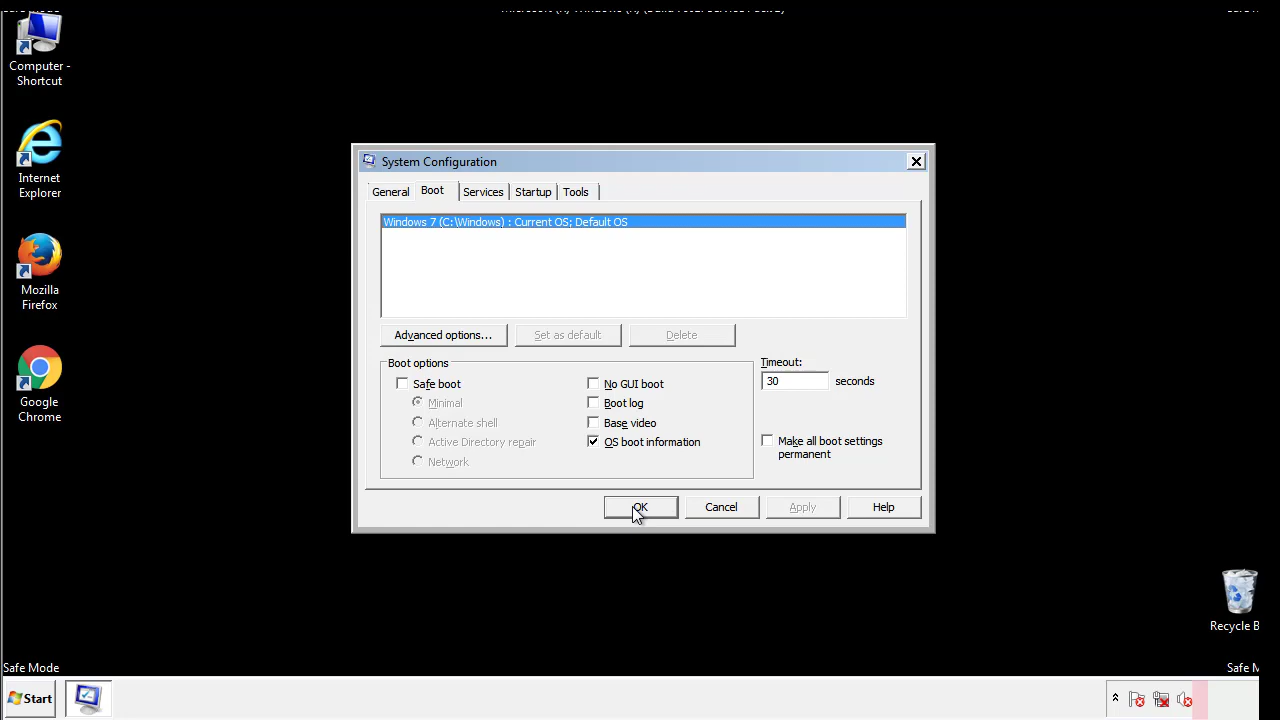 Computer -
Shortcut
Internet
Explorer
Mozilla
Firefox
Google
Chrome
System Configuration
General
Boot
Services
Startup
Tools
Windows 7 (C:\Windows) : Current OS; Default OS
Advanced options...
Set as default
Delete
Boot options
Safe boot
Minimal
Alternate shell
Active Directory repair
Network
No GUI boot
Boot log
Base video
OS boot information
Timeout:
30 seconds
Make all boot settings
permanent
OK
Cancel
Apply
Help
Recycle B
Safe Mode
Safe M
Start